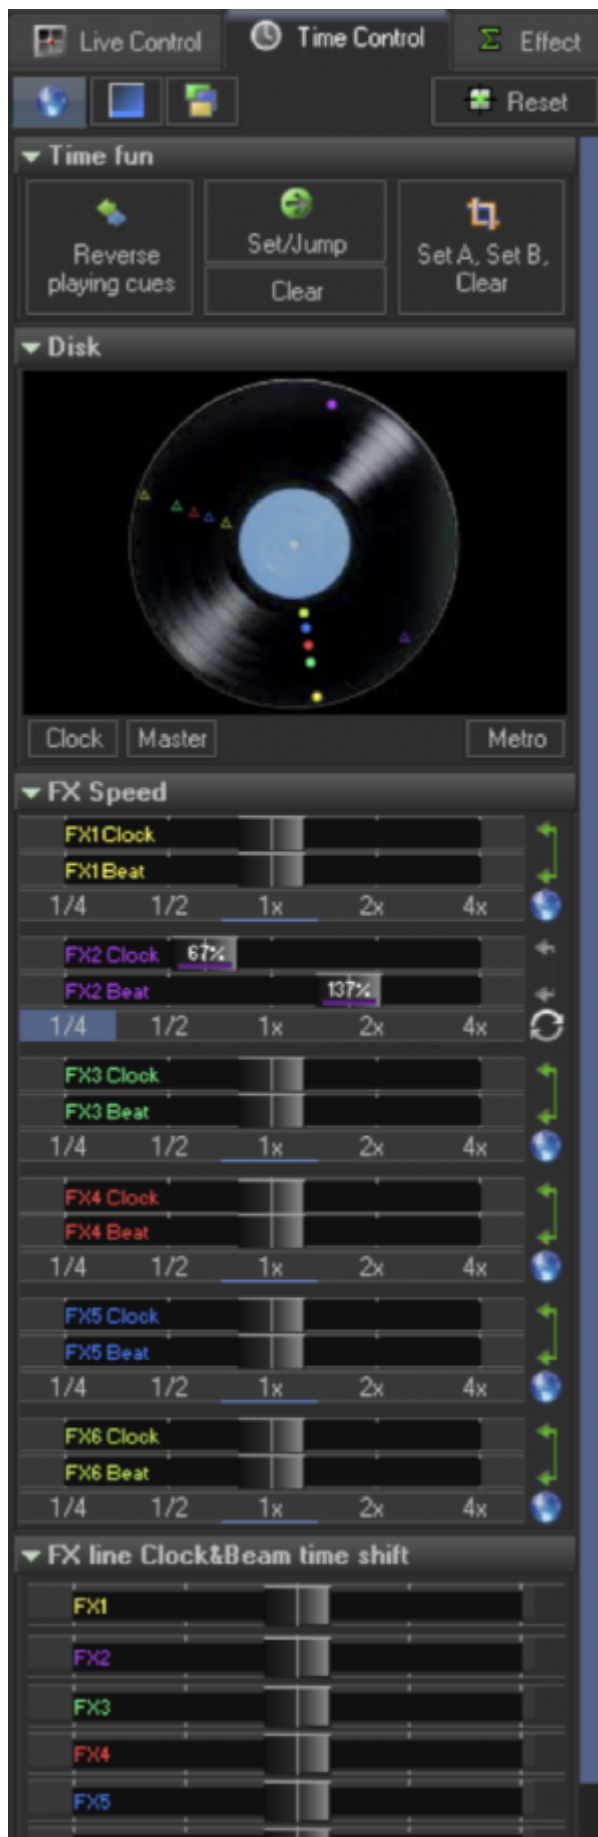 Live Control Time Control Effect
Reset
Time fun
Reverse playing cues
Set/Jump
Clear
Set A, Set B, Clear
Disk
Clock Master Metro
FX Speed
FX1 Clock
FX1 Beat
1/4 1/2 1x 2x 4x
FX2 Clock 67%
FX2 Beat 137%
1/4 1/2 1x 2x 4x
FX3 Clock
FX3 Beat
1/4 1/2 1x 2x 4x
FX4 Clock
FX4 Beat
1/4 1/2 1x 2x 4x
FX5 Clock
FX5 Beat
1/4 1/2 1x 2x 4x
FX6 Clock
FX6 Beat
1/4 1/2 1x 2x 4x
FX line Clock&Beam time shift
FX1
FX2
FX3
FX4
FX5